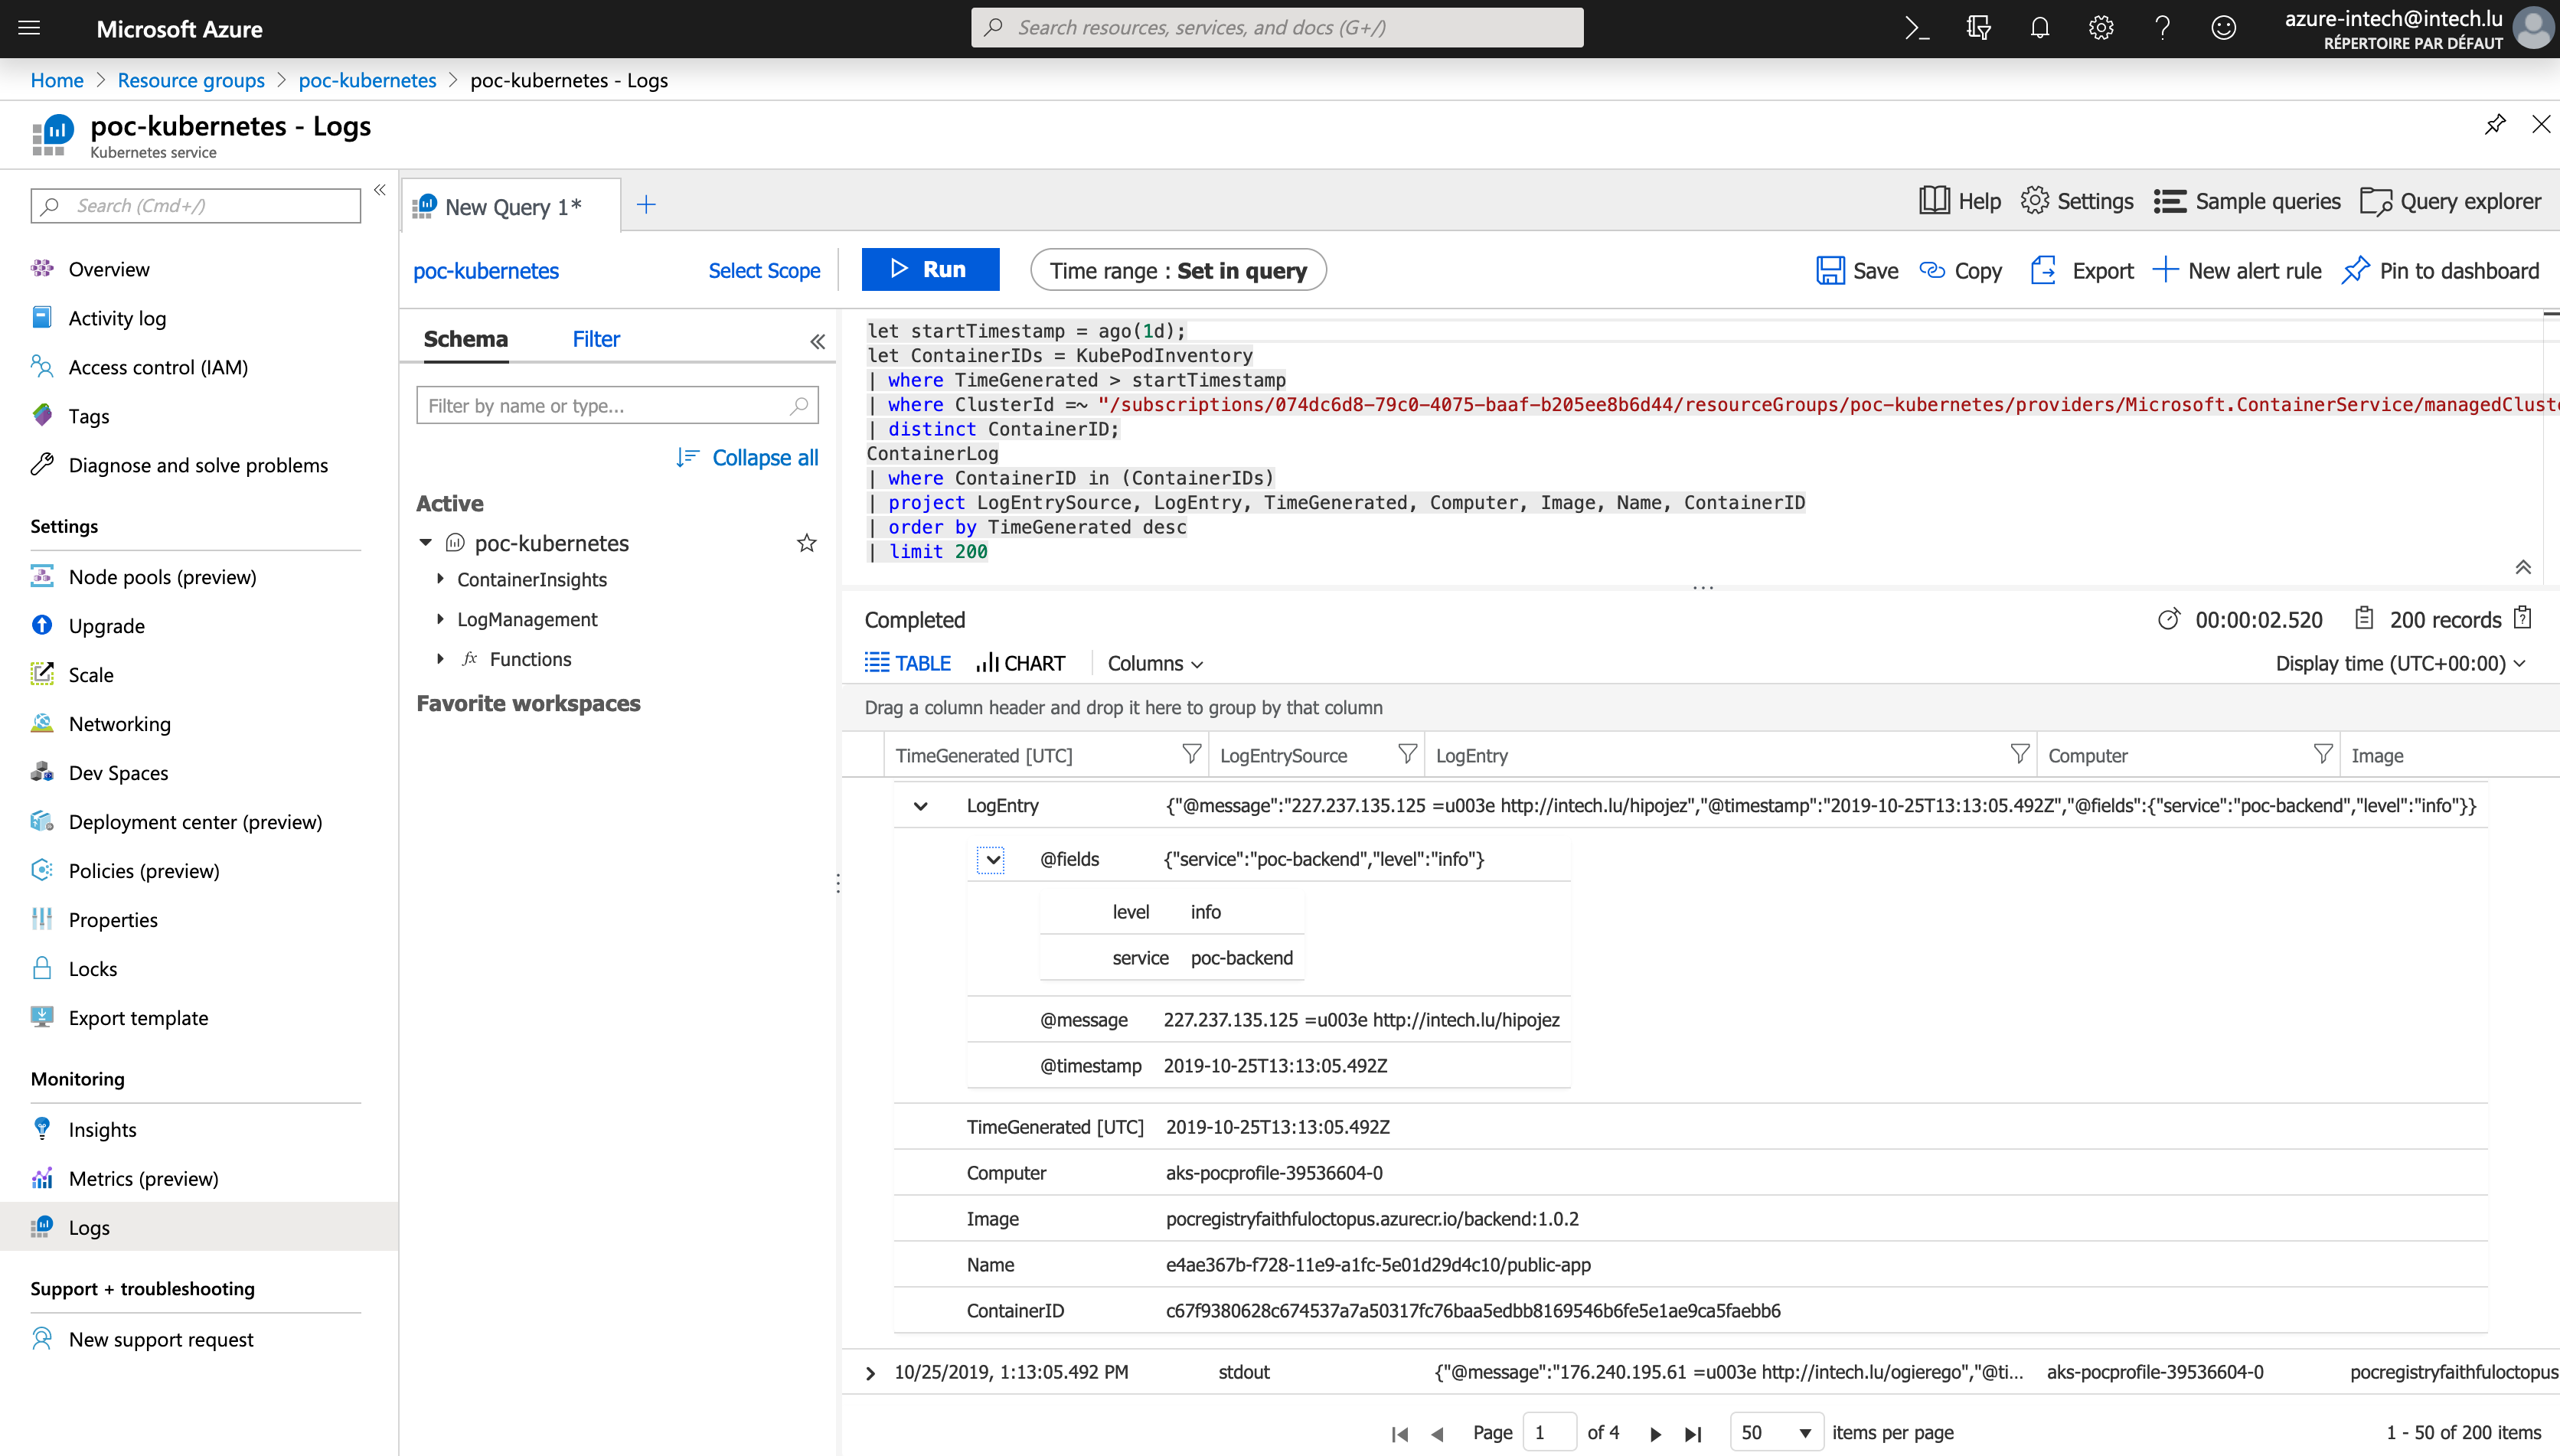 Microsoft Azure
Search resources, services, and docs (G+/)
azure-intech@intech.lu
RÉPERTOIRE PAR DÉFAUT
Home > Resource groups > poc-kubernetes > poc-kubernetes - Logs
poc-kubernetes - Logs
Kubernetes service
Search (Cmd+/)
Overview
Activity log
Access control (IAM)
Tags
Diagnose and solve problems
Settings
Node pools (preview)
Upgrade
Scale
Networking
Dev Spaces
Deployment center (preview)
Policies (preview)
Properties
Locks
Export template
Monitoring
Insights
Metrics (preview)
Logs
Support + troubleshooting
New support request
New Query 1*
Help
Settings
Sample queries
Query explorer
poc-kubernetes
Select Scope
Run
Time range : Set in query
Save
Copy
Export
New alert rule
Pin to dashboard
Schema
Filter
Filter by name or type...
Collapse all
Active
poc-kubernetes
ContainerInsights
LogManagement
fx Functions
Favorite workspaces
let startTimestamp = ago(1d);
let ContainerIDs = KubePodInventory
| where TimeGenerated > startTimestamp
| where ClusterId =~ "/subscriptions/074dc6d8-79c0-4075-baaf-b205ee8b6d44/resourceGroups/poc-kubernetes/providers/Microsoft.ContainerService/managedClust
| distinct ContainerID;
ContainerLog
| where ContainerID in (ContainerIDs)
| project LogEntrySource, LogEntry, TimeGenerated, Computer, Image, Name, ContainerID
| order by TimeGenerated desc
| limit 200
Completed
00:00:02.520
200 records
TABLE
CHART
Columns
Display time (UTC+00:00)
Drag a column header and drop it here to group by that column
TimeGenerated [UTC]
LogEntrySource
LogEntry
Computer
Image
LogEntry {"@message":"227.237.135.125 =u003e http://intech.lu/hipojez","@timestamp":"2019-10-25T13:13:05.492Z","@fields":{"service":"poc-backend","level":"info"}}
@fields {"service":"poc-backend","level":"info"}
level info
service poc-backend
@message 227.237.135.125 =u003e http://intech.lu/hipojez
@timestamp 2019-10-25T13:13:05.492Z
TimeGenerated [UTC] 2019-10-25T13:13:05.492Z
Computer aks-pocprofile-39536604-0
Image pocregistryfaithfuloctopus.azurecr.io/backend:1.0.2
Name e4ae367b-f728-11e9-a1fc-5e01d29d4c10/public-app
ContainerID c67f9380628c674537a7a50317fc76baa5edbb8169546b6fe5e1ae9ca5faebb6
10/25/2019, 1:13:05.492 PM stdout {"@message":"176.240.195.61 =u003e http://intech.lu/ogierego","@ti... aks-pocprofile-39536604-0 pocregistryfaithfuloctopus
Page 1 of 4
50 items per page
1 - 50 of 200 items